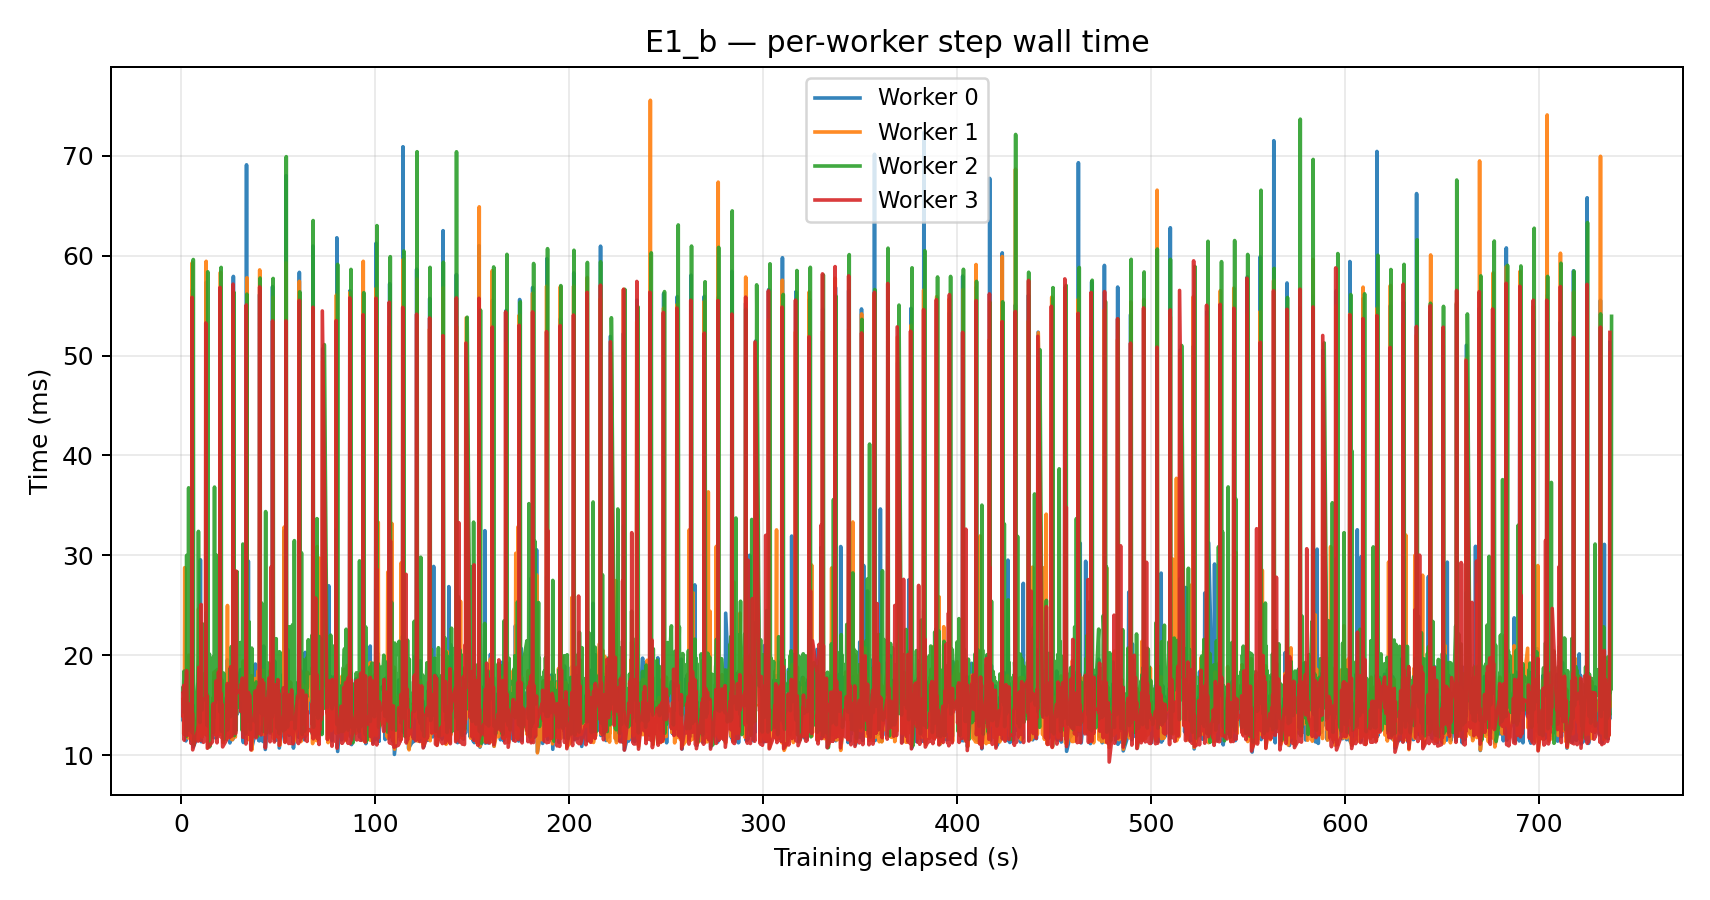 E1_b — per-worker step wall time
Worker 0
Worker 1
Worker 2
Worker 3
Time (ms)
70
60
50
40
30
20
10
0 100 200 300 400 500 600 700
Training elapsed (s)